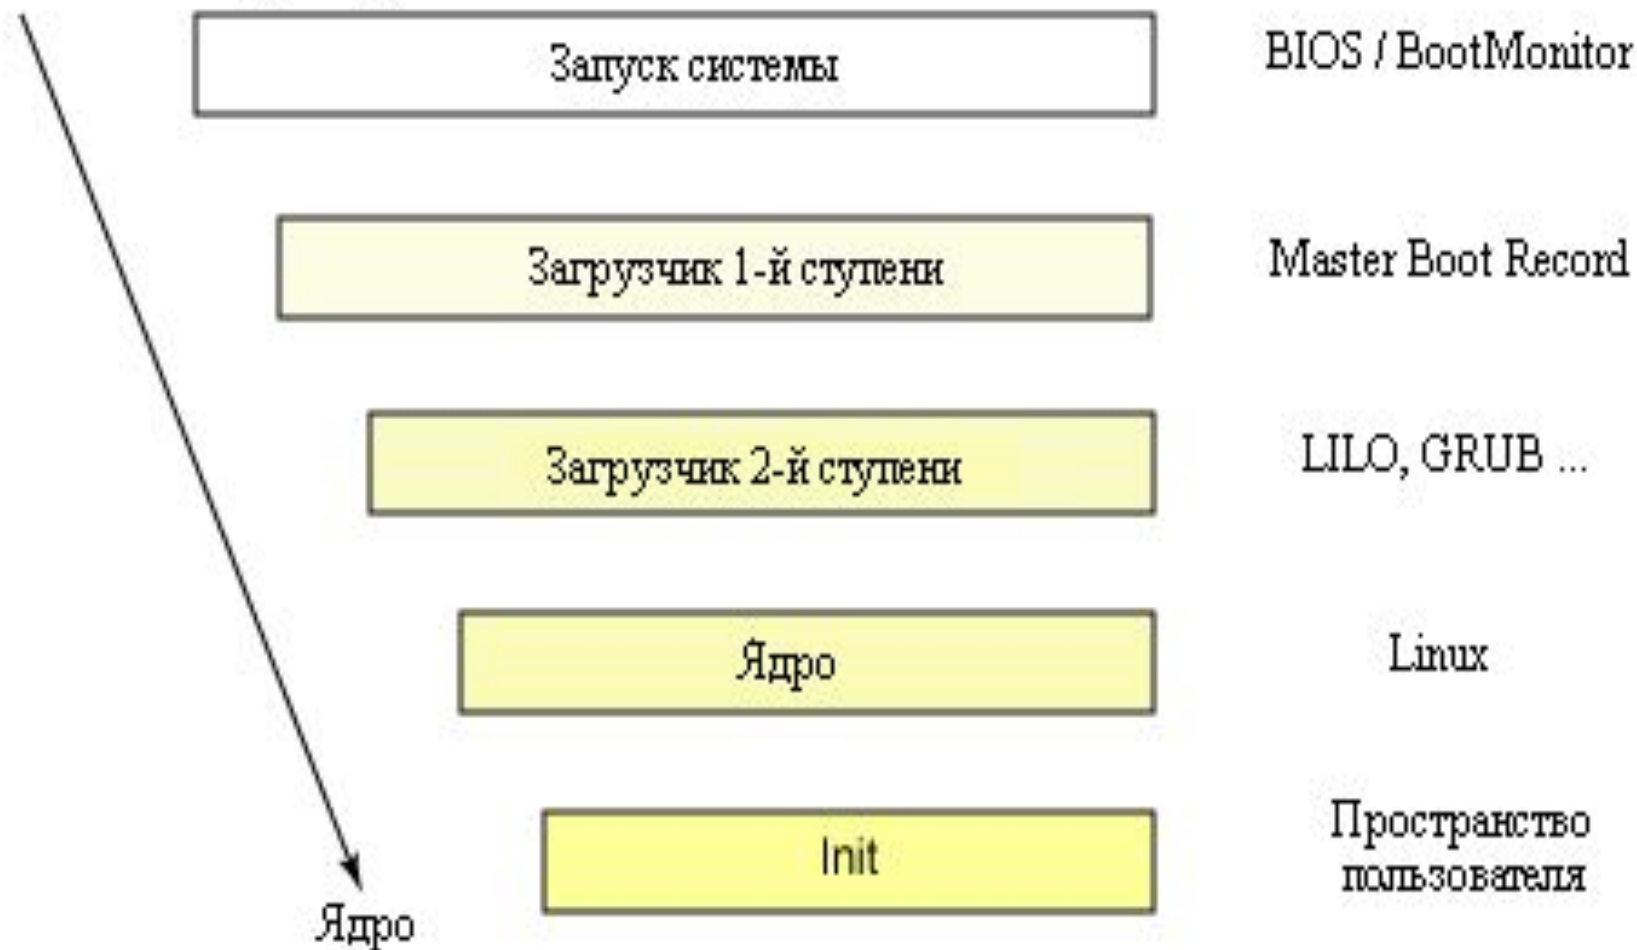 Запуск системы
BIOS / BootMonitor
Загрузчик 1-й ступени
Master Boot Record
Загрузчик 2-й ступени
LILO, GRUB ...
Ядро
Linux
Init
Пространство
пользователя
Ядро